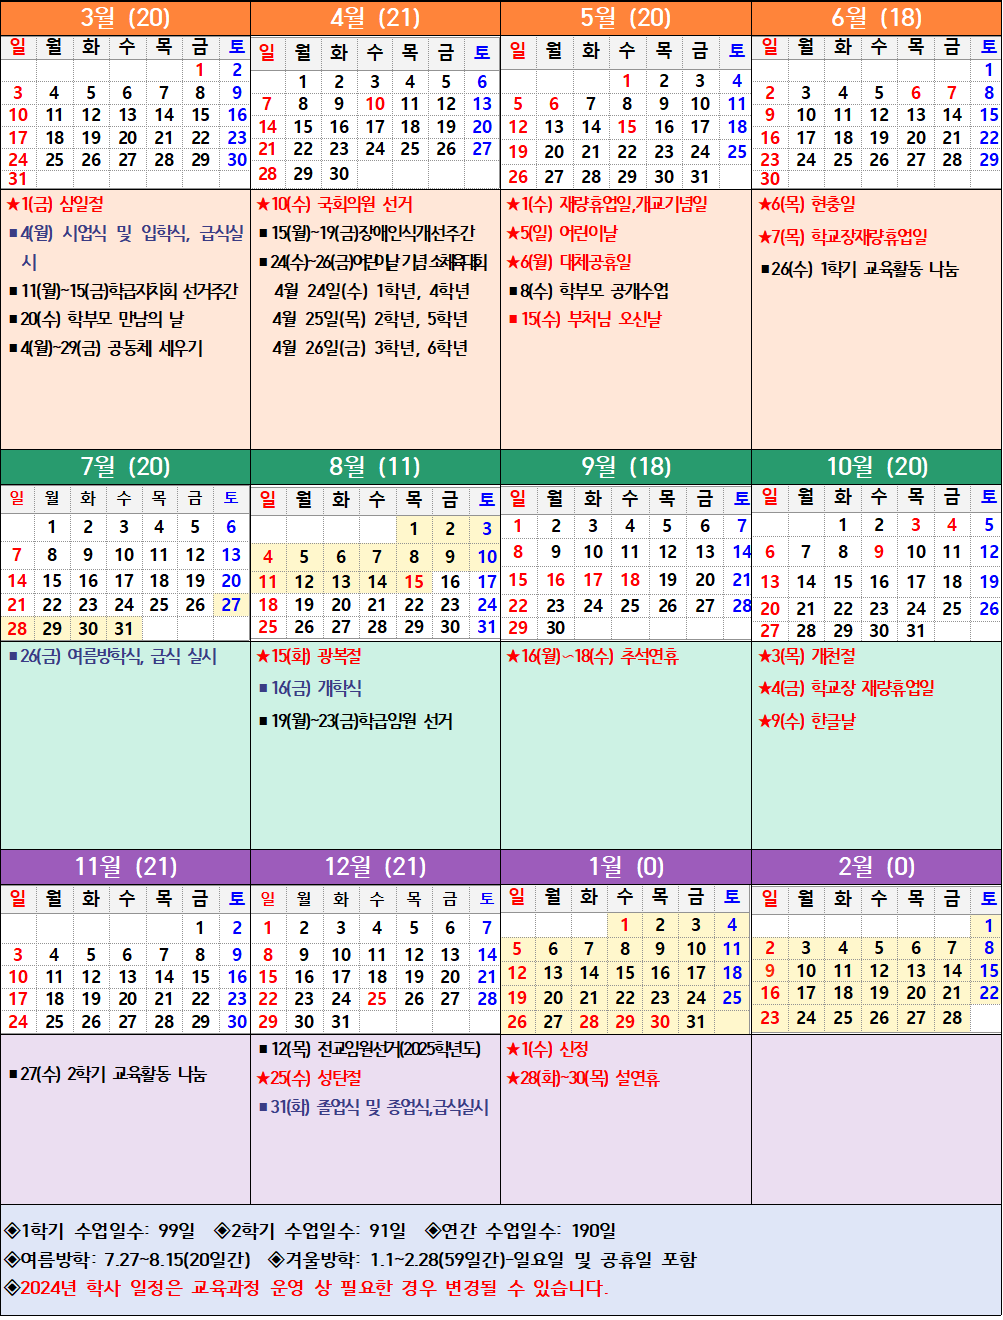 3월 (20)
일 월 화 수 목 금 토
1 2
3 4 5 6 7 8 9
10 11 12 13 14 15 16
17 18 19 20 21 22 23
24 25 26 27 28 29 30
31
★1(금) 삼일절
■4(월) 시업식 및 입학식, 급식실
시
■11(월)~15(금)학급자치회 선거주간
■20(수) 학부모 만남의 날
■4(월)~29(금) 공동체 세우기
4월 (21)
일 월 화 수 목 금 토
1 2 3 4 5 6
7 8 9 10 11 12 13
14 15 16 17 18 19 20
21 22 23 24 25 26 27
28 29 30
★10(수) 국회의원 선거
■15(월)~19(금)장애인식개선주간
■24(수)~26(금)어린이날 기념 소체육대회
4월 24일(수) 1학년, 4학년
4월 25일(목) 2학년, 5학년
4월 26일(금) 3학년, 6학년
5월 (20)
일 월 화 수 목 금 토
1 2 3 4
5 6 7 8 9 10 11
12 13 14 15 16 17 18
19 20 21 22 23 24 25
26 27 28 29 30 31
★1(수) 재량휴업일,개교기념일
★5(일) 어린이날
★6(월) 대체공휴일
■8(수) 학부모 공개수업
■15(수) 부처님 오신날
6월 (18)
일 월 화 수 목 금 토
1
2 3 4 5 6 7 8
9 10 11 12 13 14 15
16 17 18 19 20 21 22
23 24 25 26 27 28 29
30
★6(목) 현충일
★7(목) 학교장재량휴업일
■26(수) 1학기 교육활동 나눔
7월 (20)
일 월 화 수 목 금 토
1 2 3 4 5 6
7 8 9 10 11 12 13
14 15 16 17 18 19 20
21 22 23 24 25 26 27
28 29 30 31
■26(금) 여름방학식, 급식 실시
8월 (11)
일 월 화 수 목 금 토
1 2 3
4 5 6 7 8 9 10
11 12 13 14 15 16 17
18 19 20 21 22 23 24
25 26 27 28 29 30 31
★15(화) 광복절
■16(금) 개학식
■19(월)~23(금)학급임원 선거
9월 (18)
일 월 화 수 목 금 토
1 2 3 4 5 6 7
8 9 10 11 12 13 14
15 16 17 18 19 20 21
22 23 24 25 26 27 28
29 30
★16(월)~18(수) 추석연휴
10월 (20)
일 월 화 수 목 금 토
1 2 3 4 5
6 7 8 9 10 11 12
13 14 15 16 17 18 19
20 21 22 23 24 25 26
27 28 29 30 31
★3(목) 개천절
★4(금) 학교장 재량휴업일
★9(수) 한글날
11월 (21)
일 월 화 수 목 금 토
1 2
3 4 5 6 7 8 9
10 11 12 13 14 15 16
17 18 19 20 21 22 23
24 25 26 27 28 29 30
■27(수) 2학기 교육활동 나눔
12월 (21)
일 월 화 수 목 금 토
1 2 3 4 5 6 7
8 9 10 11 12 13 14
15 16 17 18 19 20 21
22 23 24 25 26 27 28
29 30 31
■12(목) 전교임원선거(2025학년도)
★25(수) 성탄절
■31(화) 졸업식 및 종업식,급식실시
1월 (0)
일 월 화 수 목 금 토
1 2 3 4
5 6 7 8 9 10 11
12 13 14 15 16 17 18
19 20 21 22 23 24 25
26 27 28 29 30 31
★1(수) 신정
★28(화)~30(목) 설연휴
2월 (0)
일 월 화 수 목 금 토
1
2 3 4 5 6 7 8
9 10 11 12 13 14 15
16 17 18 19 20 21 22
23 24 25 26 27 28
◈1학기 수업일수: 99일 ◈2학기 수업일수: 91일 ◈연간 수업일수: 190일
◈여름방학: 7.27~8.15(20일간) ◈겨울방학: 1.1~2.28(59일간)-일요일 및 공휴일 포함
◈2024년 학사 일정은 교육과정 운영 상 필요한 경우 변경될 수 있습니다.